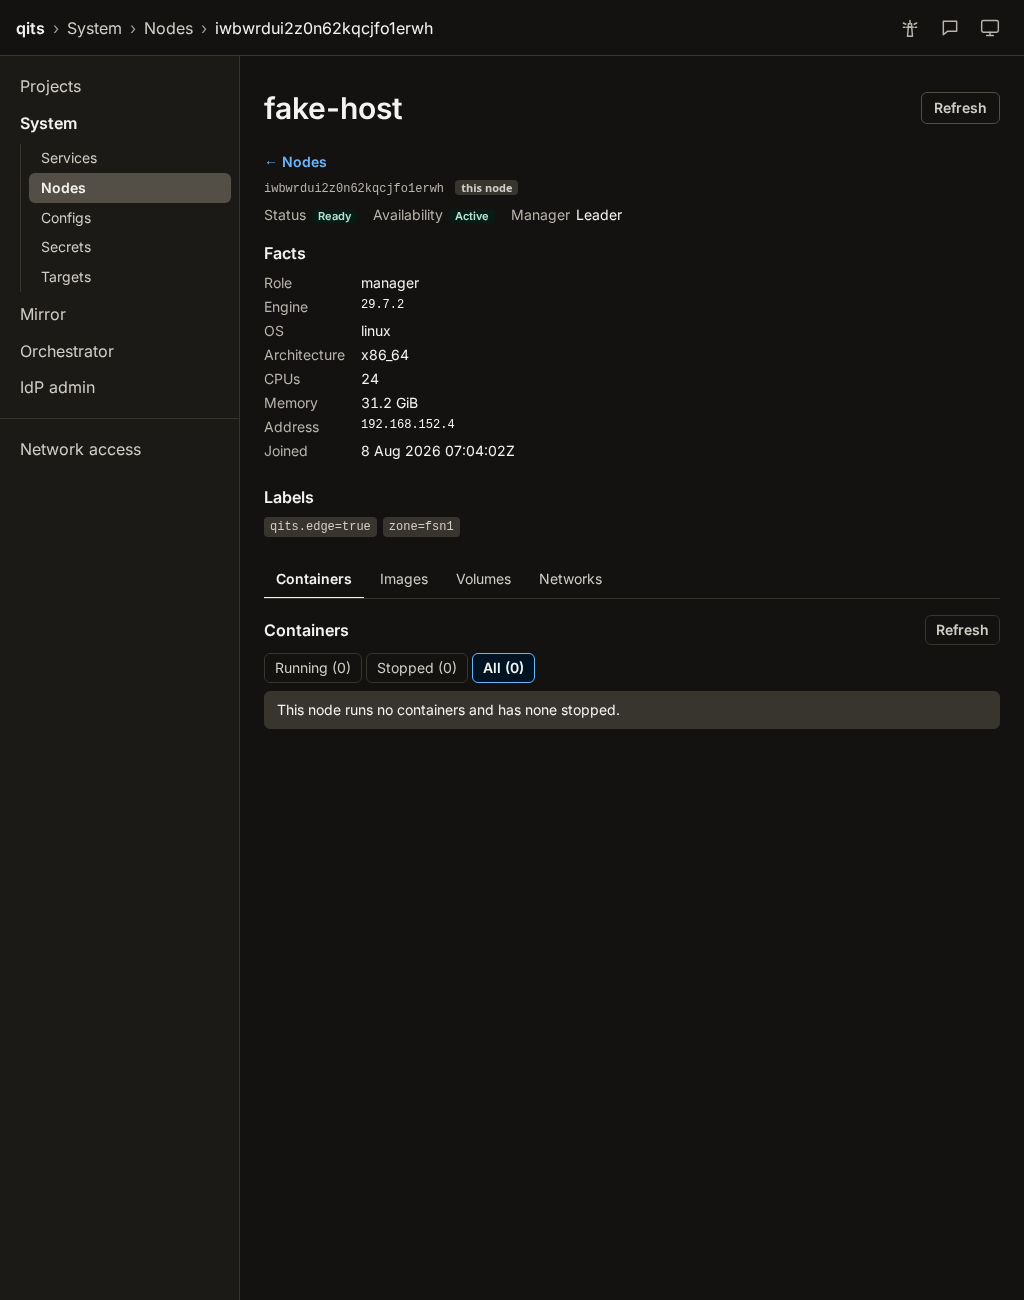 qits › System › Nodes › iwbwrdui2z0n62kqcjfo1erwh
Projects
System
Services
Nodes
Configs
Secrets
Targets
Mirror
Orchestrator
IdP admin
Network access
fake-host
Refresh
← Nodes
iwbwrdui2z0n62kqcjfo1erwh this node
Status Ready Availability Active Manager Leader
Facts
Role manager
Engine 29.7.2
OS linux
Architecture x86_64
CPUs 24
Memory 31.2 GiB
Address 192.168.152.4
Joined 8 Aug 2026 07:04:02Z
Labels
qits.edge=true zone=fsn1
Containers Images Volumes Networks
Containers
Refresh
Running (0) Stopped (0) All (0)
This node runs no containers and has none stopped.